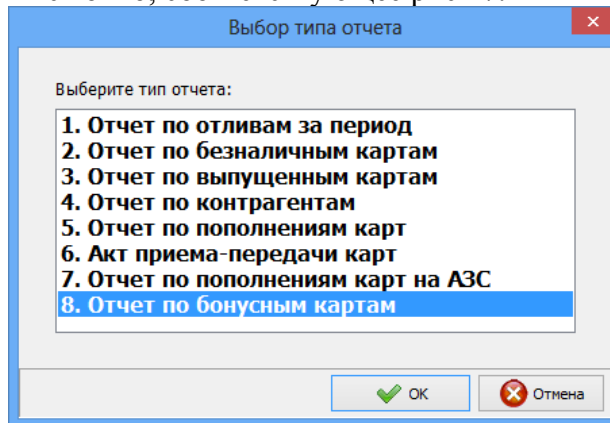 Выбор типа отчета
Выберите тип отчета:
1. Отчет по отливам за период
2. Отчет по безналичным картам
3. Отчет по выпущенным картам
4. Отчет по контрагентам
5. Отчет по пополнениям карт
6. Акт приема-передачи карт
7. Отчет по пополнениям карт на АЗС
8. Отчет по бонусным картам
ОК
Отмена